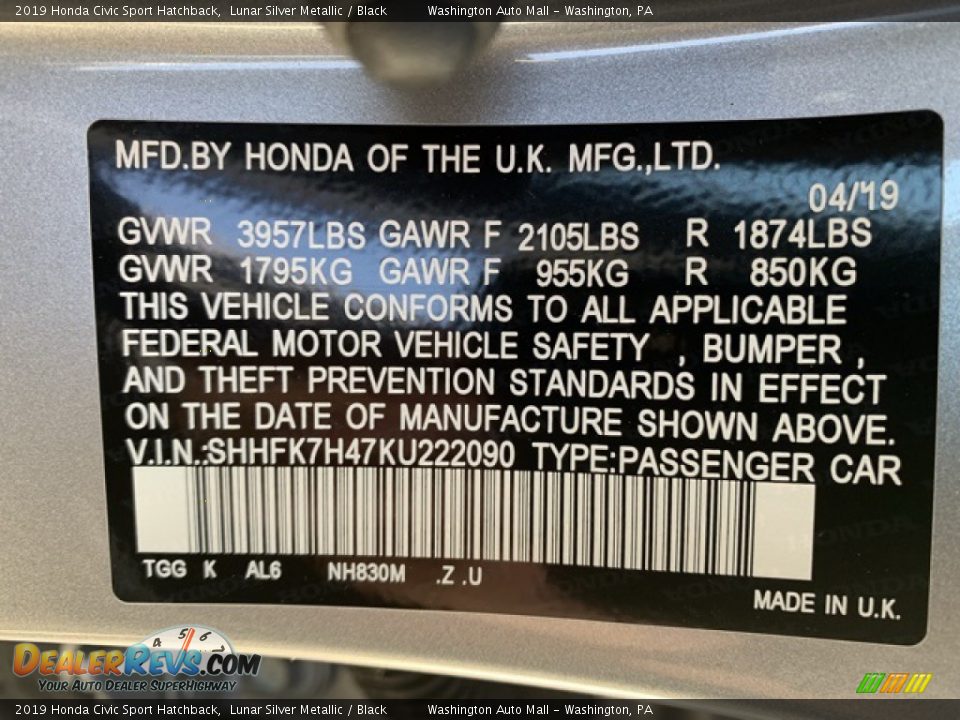 2019 Honda Civic Sport Hatchback, Lunar Silver Metallic / Black Washington Auto Mall - Washington, PA
MFD.BY HONDA OF THE U.K. MFG.,LTD.
04/'19
GVWR 3957LBS GAWR F 2105LBS R 1874LBS
GVWR 1795KG GAWR F 955KG R 850KG
THIS VEHICLE CONFORMS TO ALL APPLICABLE
FEDERAL MOTOR VEHICLE SAFETY , BUMPER ,
AND THEFT PREVENTION STANDARDS IN EFFECT
ON THE DATE OF MANUFACTURE SHOWN ABOVE.
V.I.N.:SHHFK7H47KU222090 TYPE:PASSENGER CAR
TGG K AL6 NH830M .Z .U
MADE IN U.K.
4 5 6 7
DEALERREVS.COM
YOUR AUTO DEALER SUPERHIGHWAY
2019 Honda Civic Sport Hatchback, Lunar Silver Metallic / Black Washington Auto Mall - Washington, PA